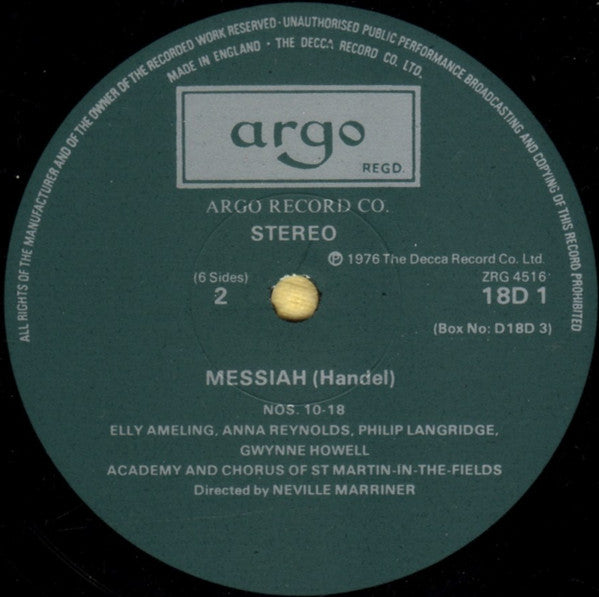 ALL RIGHTS OF THE MANUFACTURER AND OF THE OWNER OF THE RECORDED WORK RESERVED · UNAUTHORISED PUBLIC PERFORMANCE BROADCASTING AND COPYING OF THIS RECORD PROHIBITED
MADE IN ENGLAND · THE DECCA RECORD CO. LTD.
argo
REGD.
ARGO RECORD CO.
STEREO
℗ 1976 The Decca Record Co. Ltd.
(6 Sides) ZRG 4516
2 18D 1
(Box No: D18D 3)
MESSIAH (Handel)
NOS. 10-18
ELLY AMELING, ANNA REYNOLDS, PHILIP LANGRIDGE,
GWYNNE HOWELL
ACADEMY AND CHORUS OF ST MARTIN-IN-THE-FIELDS
Directed by NEVILLE MARRINER